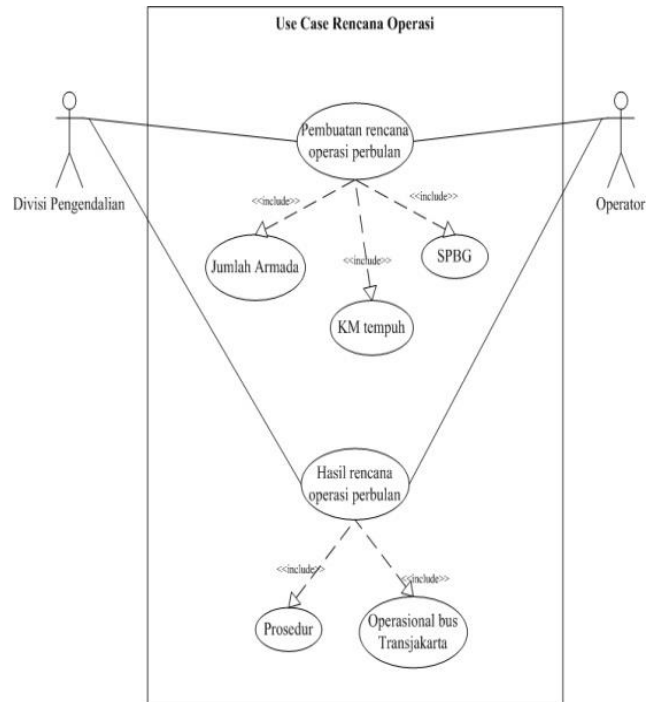 Use Case Rencana Operasi
Pembuatan rencana
operasi perbulan
Divisi Pengendalian
Operator
<<include>>
<<include>>
<<include>>
Jumlah Armada
SPBG
KM tempuh
Hasil rencana
operasi perbulan
<<include>>
<<include>>
Prosedur
Operasional bus
Transjakarta